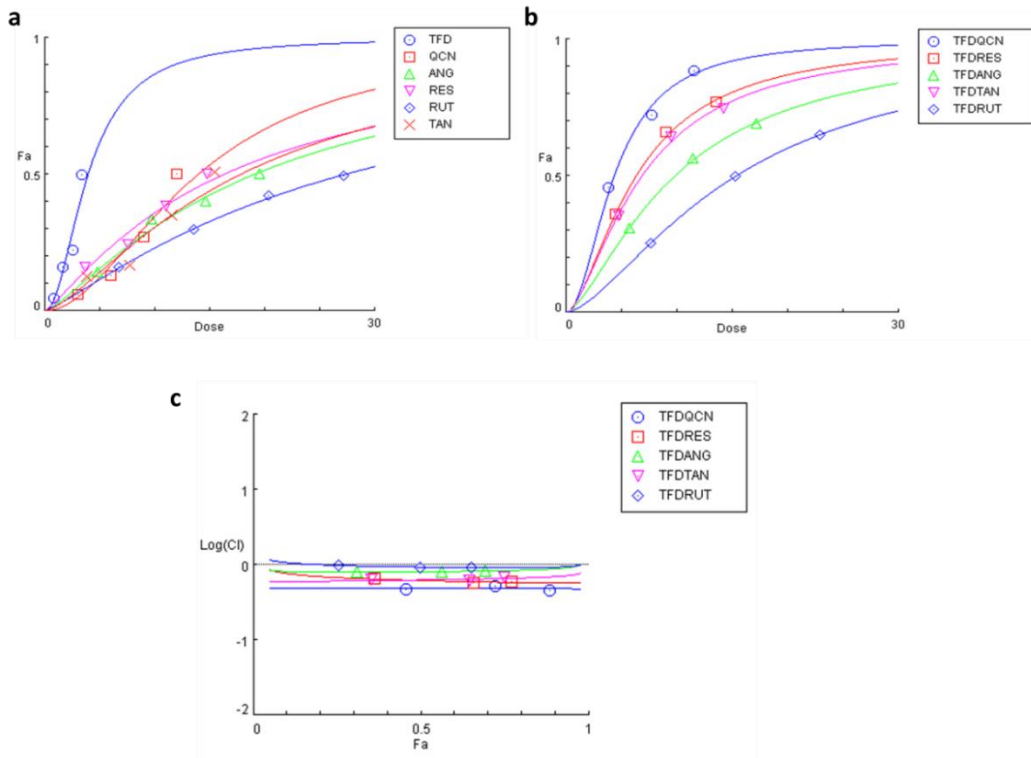 a
1
Fa
0.5
0
0
Dose
30
TFD
QCN
ANG
RES
RUT
TAN
b
1
Fa
0.5
0
0
Dose
30
TFDQCN
TFDRES
TFDANG
TFDTAN
TFDRUT
c
2
1
Log(CI)
0
-1
-2
0
0.5
1
Fa
TFDQCN
TFDRES
TFDANG
TFDTAN
TFDRUT